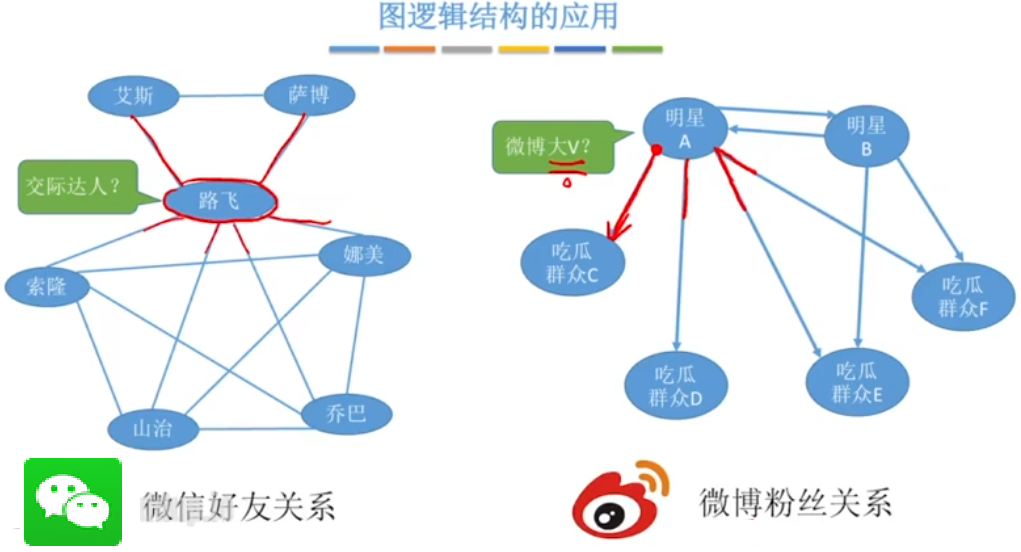 图逻辑结构的应用
艾斯
萨博
交际达人？
路飞
索隆
娜美
山治
乔巴
微信好友关系
微博大V？
明星
A
明星
B
吃瓜
群众C
吃瓜
群众D
吃瓜
群众E
吃瓜
群众F
微博粉丝关系